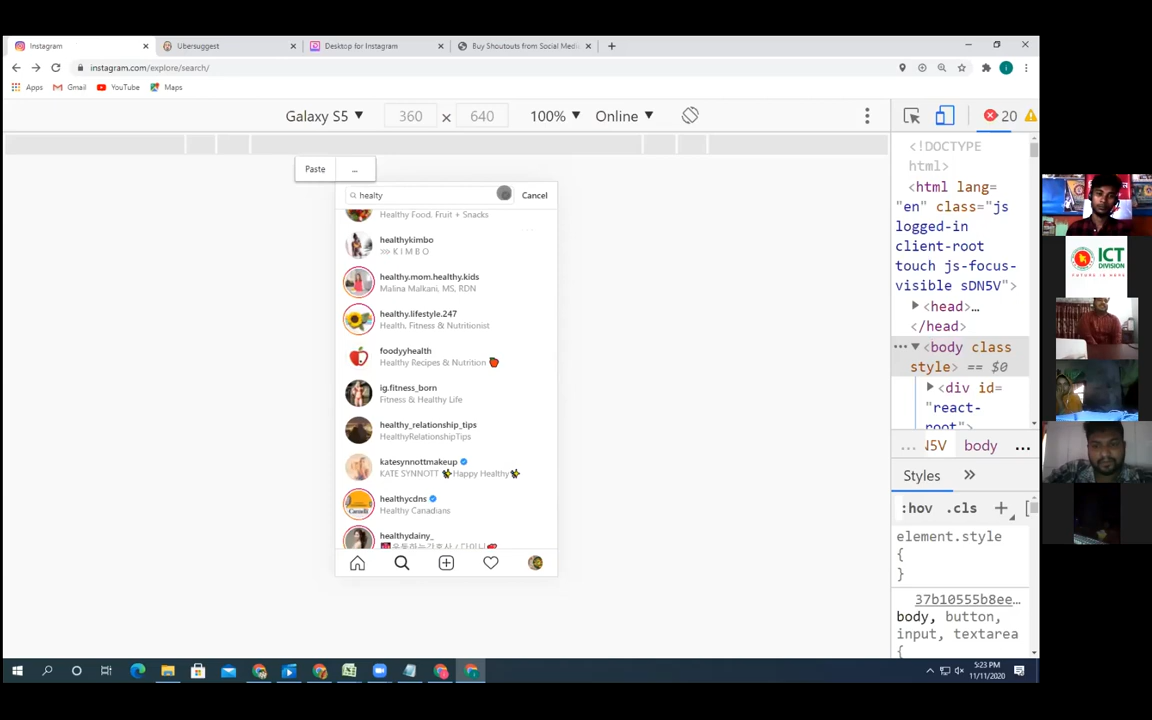 Instagram
Ubersuggest
Desktop for Instagram
Buy Shoutouts from Social Medi
instagram.com/explore/search/
Apps
Gmail
YouTube
Maps
Galaxy S5
360
×
640
100%
Online
20
Paste
...
healty
Cancel
Healthy Food, Fruit + Snacks
healthykimbo
K I M B O
healthy.mom.healthy.kids
Malina Malkani, MS, RDN
healthy.lifestyle.247
Health, Fitness & Nutritionist
foodyyhealth
Healthy Recipes & Nutrition
ig.fitness_born
Fitness & Healthy Life
healthy_relationship_tips
HealthyRelationshipTips
katesynnottmakeup
KATE SYNNOTT Happy Healthy
healthycdns
Healthy Canadians
healthydainy_
<!DOCTYPE
html>
<html lang=
"en" class="js
logged-in
client-root
touch js-focus-
visible sDN5V">
<head>…
</head>
<body class
style> == $0
<div id=
"react-
root">
... N5V body ...
Styles »
:hov .cls +
element.style
{
}
37b10555b8ee…
body, button,
input, textarea
{
5:23 PM
11/11/2020
ICT
DIVISION
FUTURE IS HERE